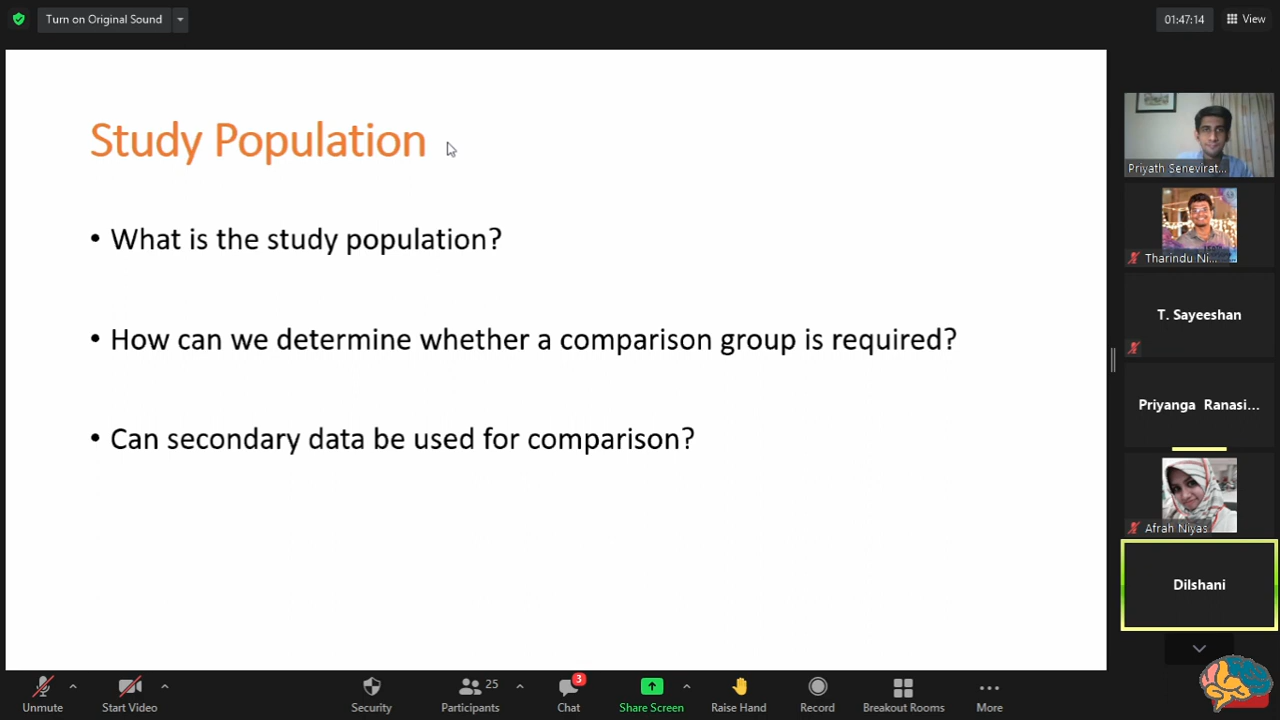 Turn on Original Sound
01:47:14
View
Study Population
• What is the study population?
• How can we determine whether a comparison group is required?
• Can secondary data be used for comparison?
Priyath Senevirat...
Tharindu Ni...
T. Sayeeshan
Priyanga Ranasi...
Afrah Niyas
Dilshani
Unmute
Start Video
Security
25
Participants
3
Chat
Share Screen
Raise Hand
Record
Breakout Rooms
More